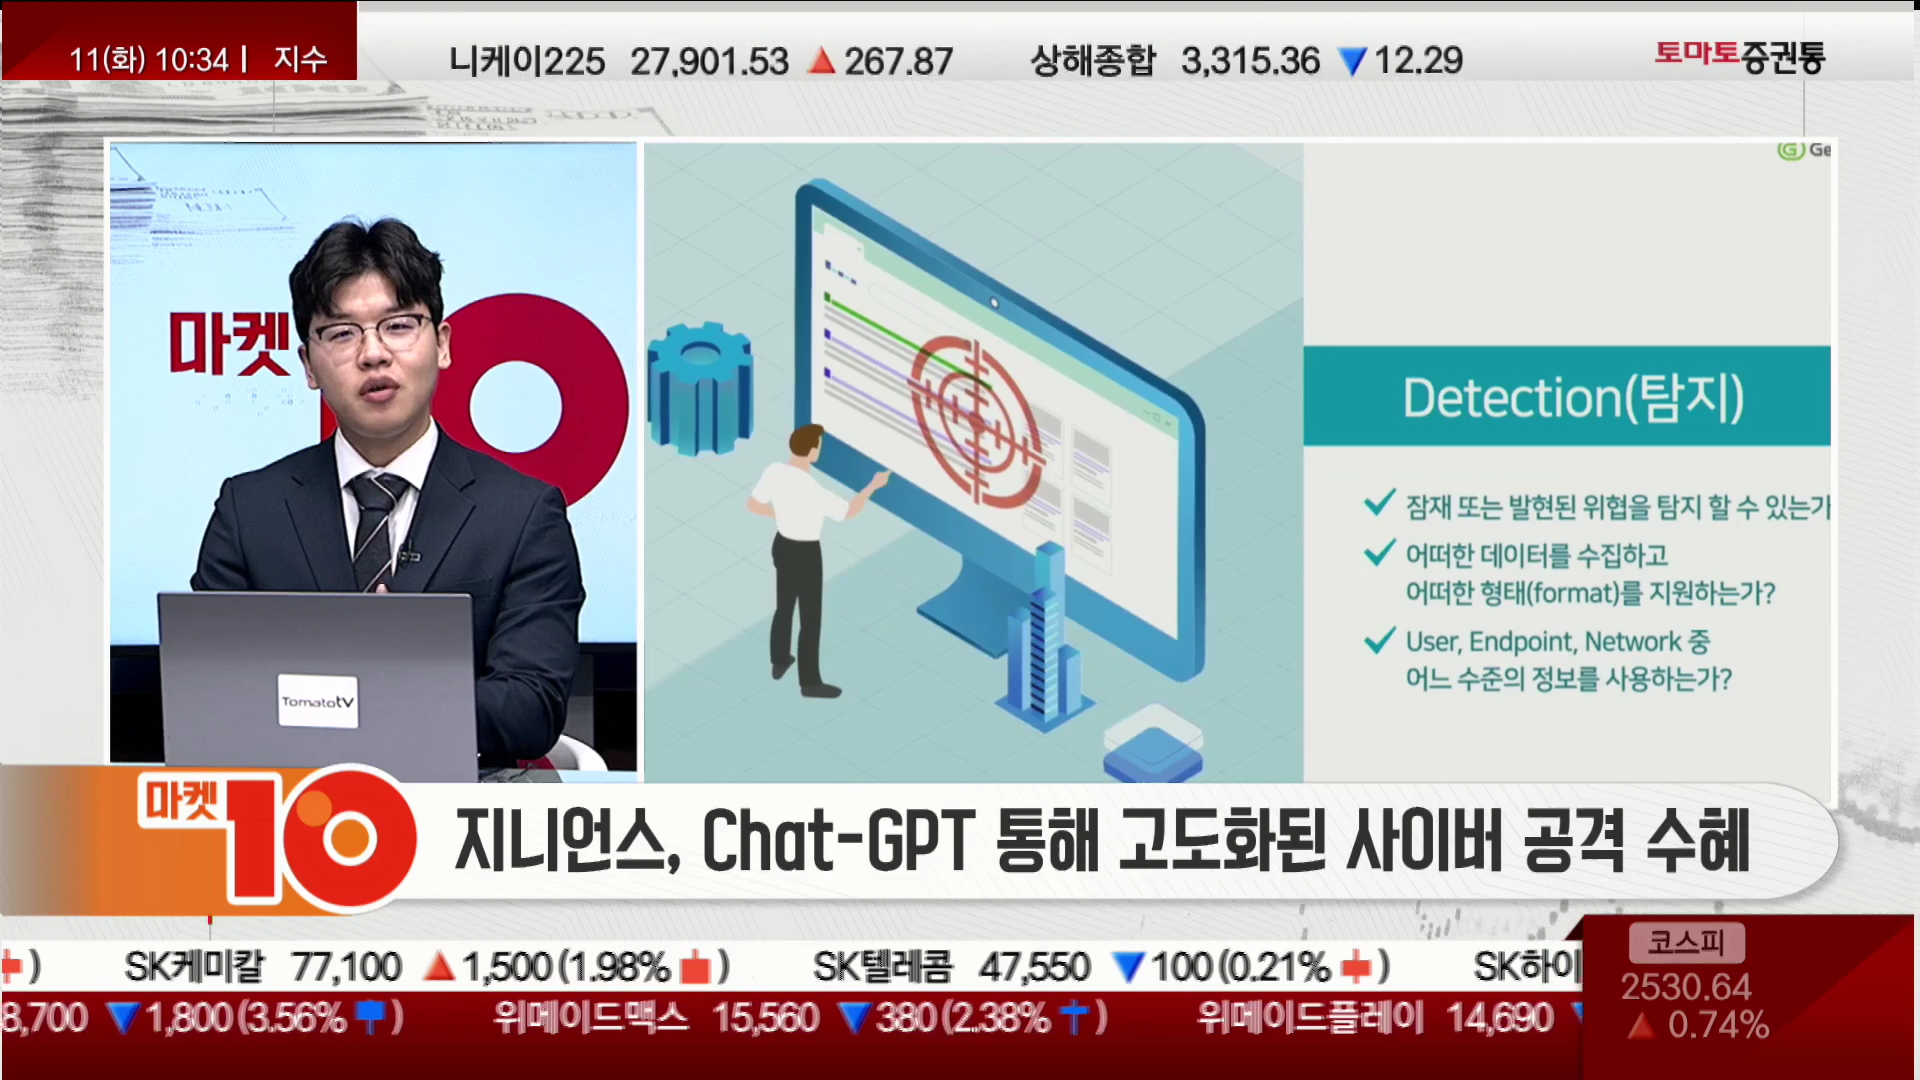 11(화) 10:34 | 지수
니케이225 27,901.53 ▲ 267.87 상해종합 3,315.36 ▼ 12.29
토마토증권통
마켓
10
TomatotV
G Ge
Detection(탐지)
✓ 잠재 또는 발현된 위협을 탐지 할 수 있는가
✓ 어떠한 데이터를 수집하고
어떠한 형태(format)를 지원하는가?
✓ User, Endpoint, Network 중
어느 수준의 정보를 사용하는가?
마켓
10
지니언스, Chat-GPT 통해 고도화된 사이버 공격 수혜
) SK케미칼 77,100 ▲ 1,500 (1.98% ) SK텔레콤 47,550 ▼ 100 (0.21% ) SK하이
8,700 ▼ 1,800 (3.56% ) 위메이드맥스 15,560 ▼ 380 (2.38% ) 위메이드플레이 14,690 ▼
코스피
2530.64
▲ 0.74%